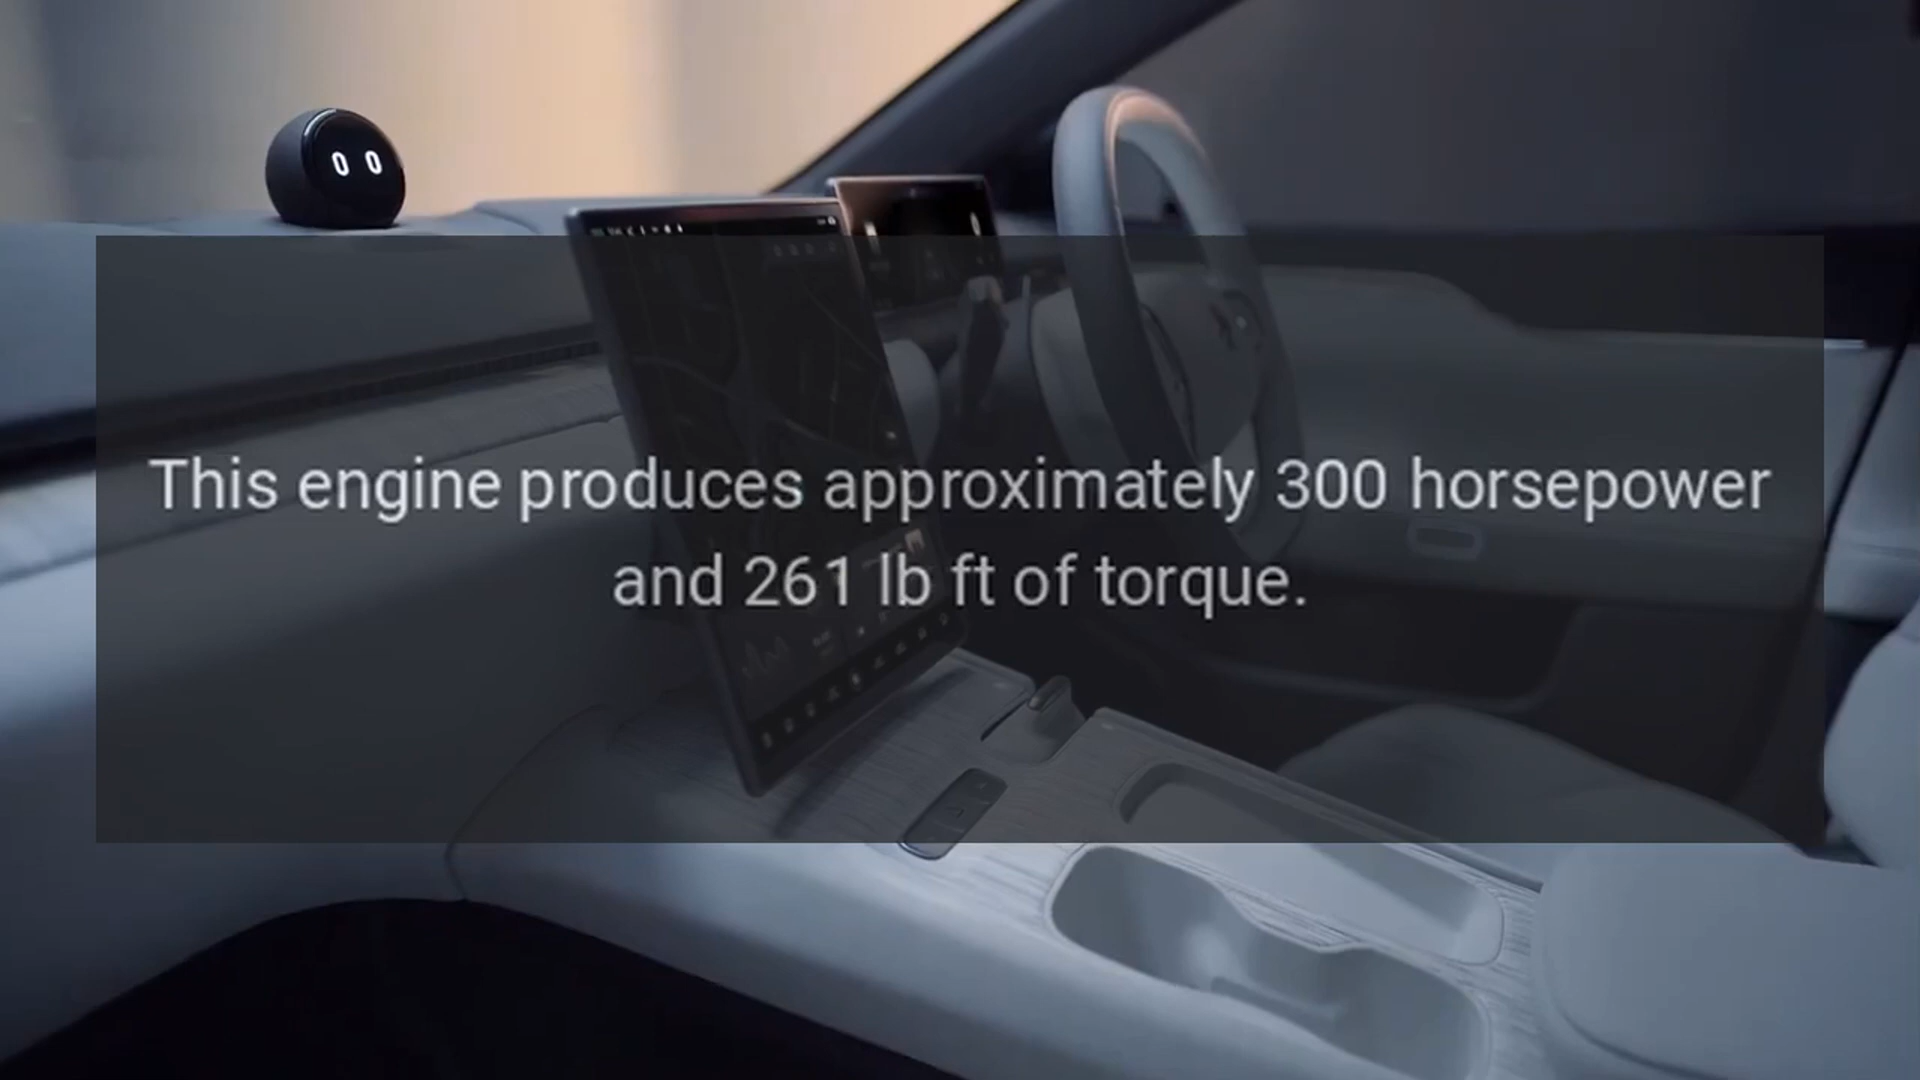 This engine produces approximately 300 horsepower
and 261 lb ft of torque.